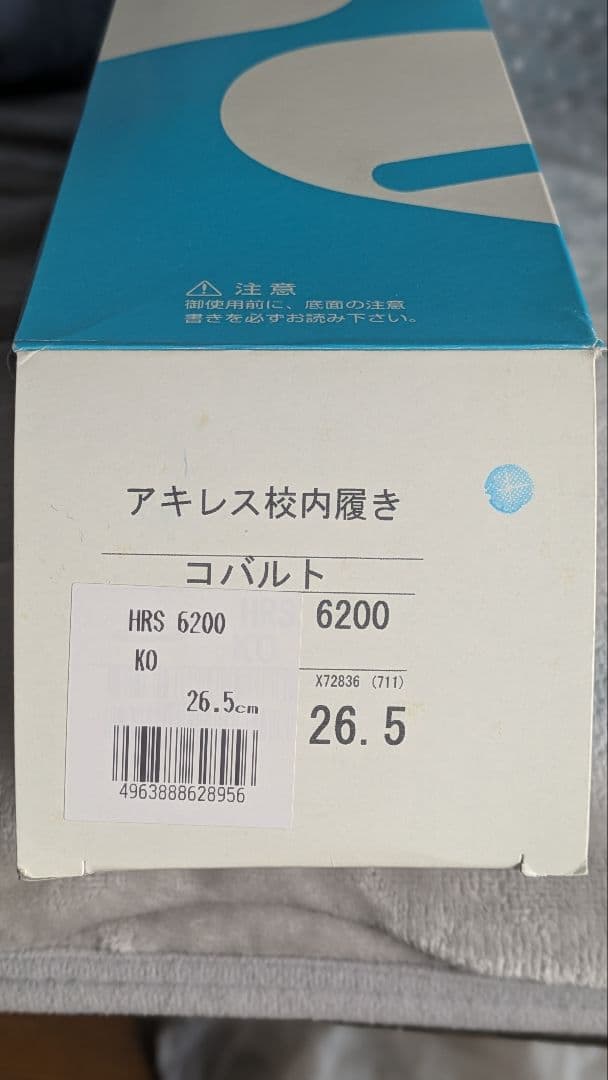 注意
御使用前に、底面の注意
書きを必ずお読み下さい。
アキレス校内履き
コバルト
HRS 6200
KO
26.5cm
4963888628956
6200
X72836 (711)
26.5